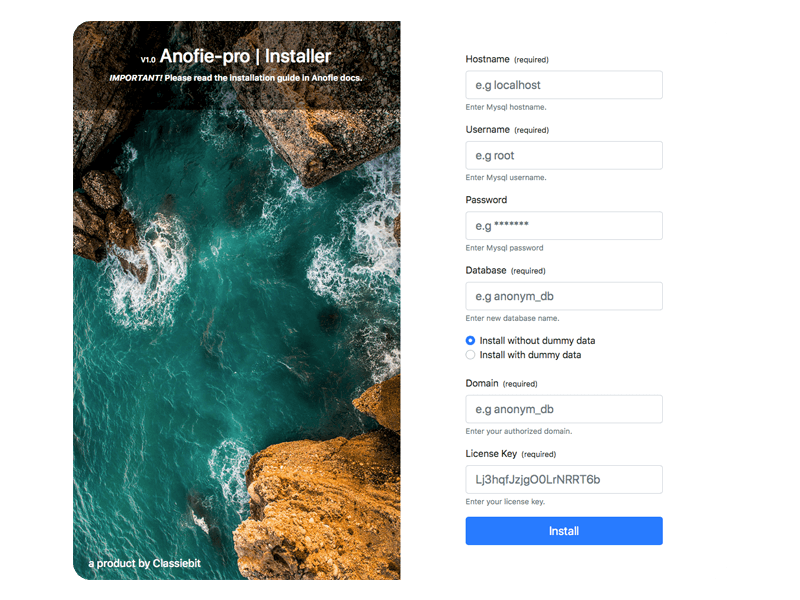 V1.0 Anofie-pro | Installer
IMPORTANT! Please read the installation guide in Anofie docs.
a product by Classiebit
Hostname (required)
e.g localhost
Enter Mysql hostname.
Username (required)
e.g root
Enter Mysql username.
Password
e.g *******
Enter Mysql password
Database (required)
e.g anonym_db
Enter new database name.
Install without dummy data
Install with dummy data
Domain (required)
e.g anonym_db
Enter your authorized domain.
License Key (required)
Lj3hqfJzjgO0LrNRRT6b
Enter your license key.
Install